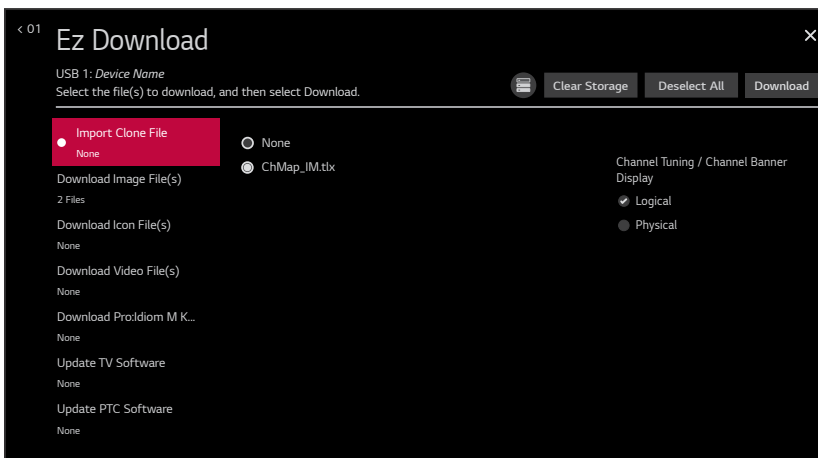 < 01
Ez Download
USB 1: Device Name
Select the file(s) to download, and then select Download.
Clear Storage
Deselect All
Download
Import Clone File
None
Download Image File(s)
2 Files
Download Icon File(s)
None
Download Video File(s)
None
Download Pro:Idiom M K...
None
Update TV Software
None
Update PTC Software
None
None
ChMap_IM.tlx
Channel Tuning / Channel Banner
Display
Logical
Physical